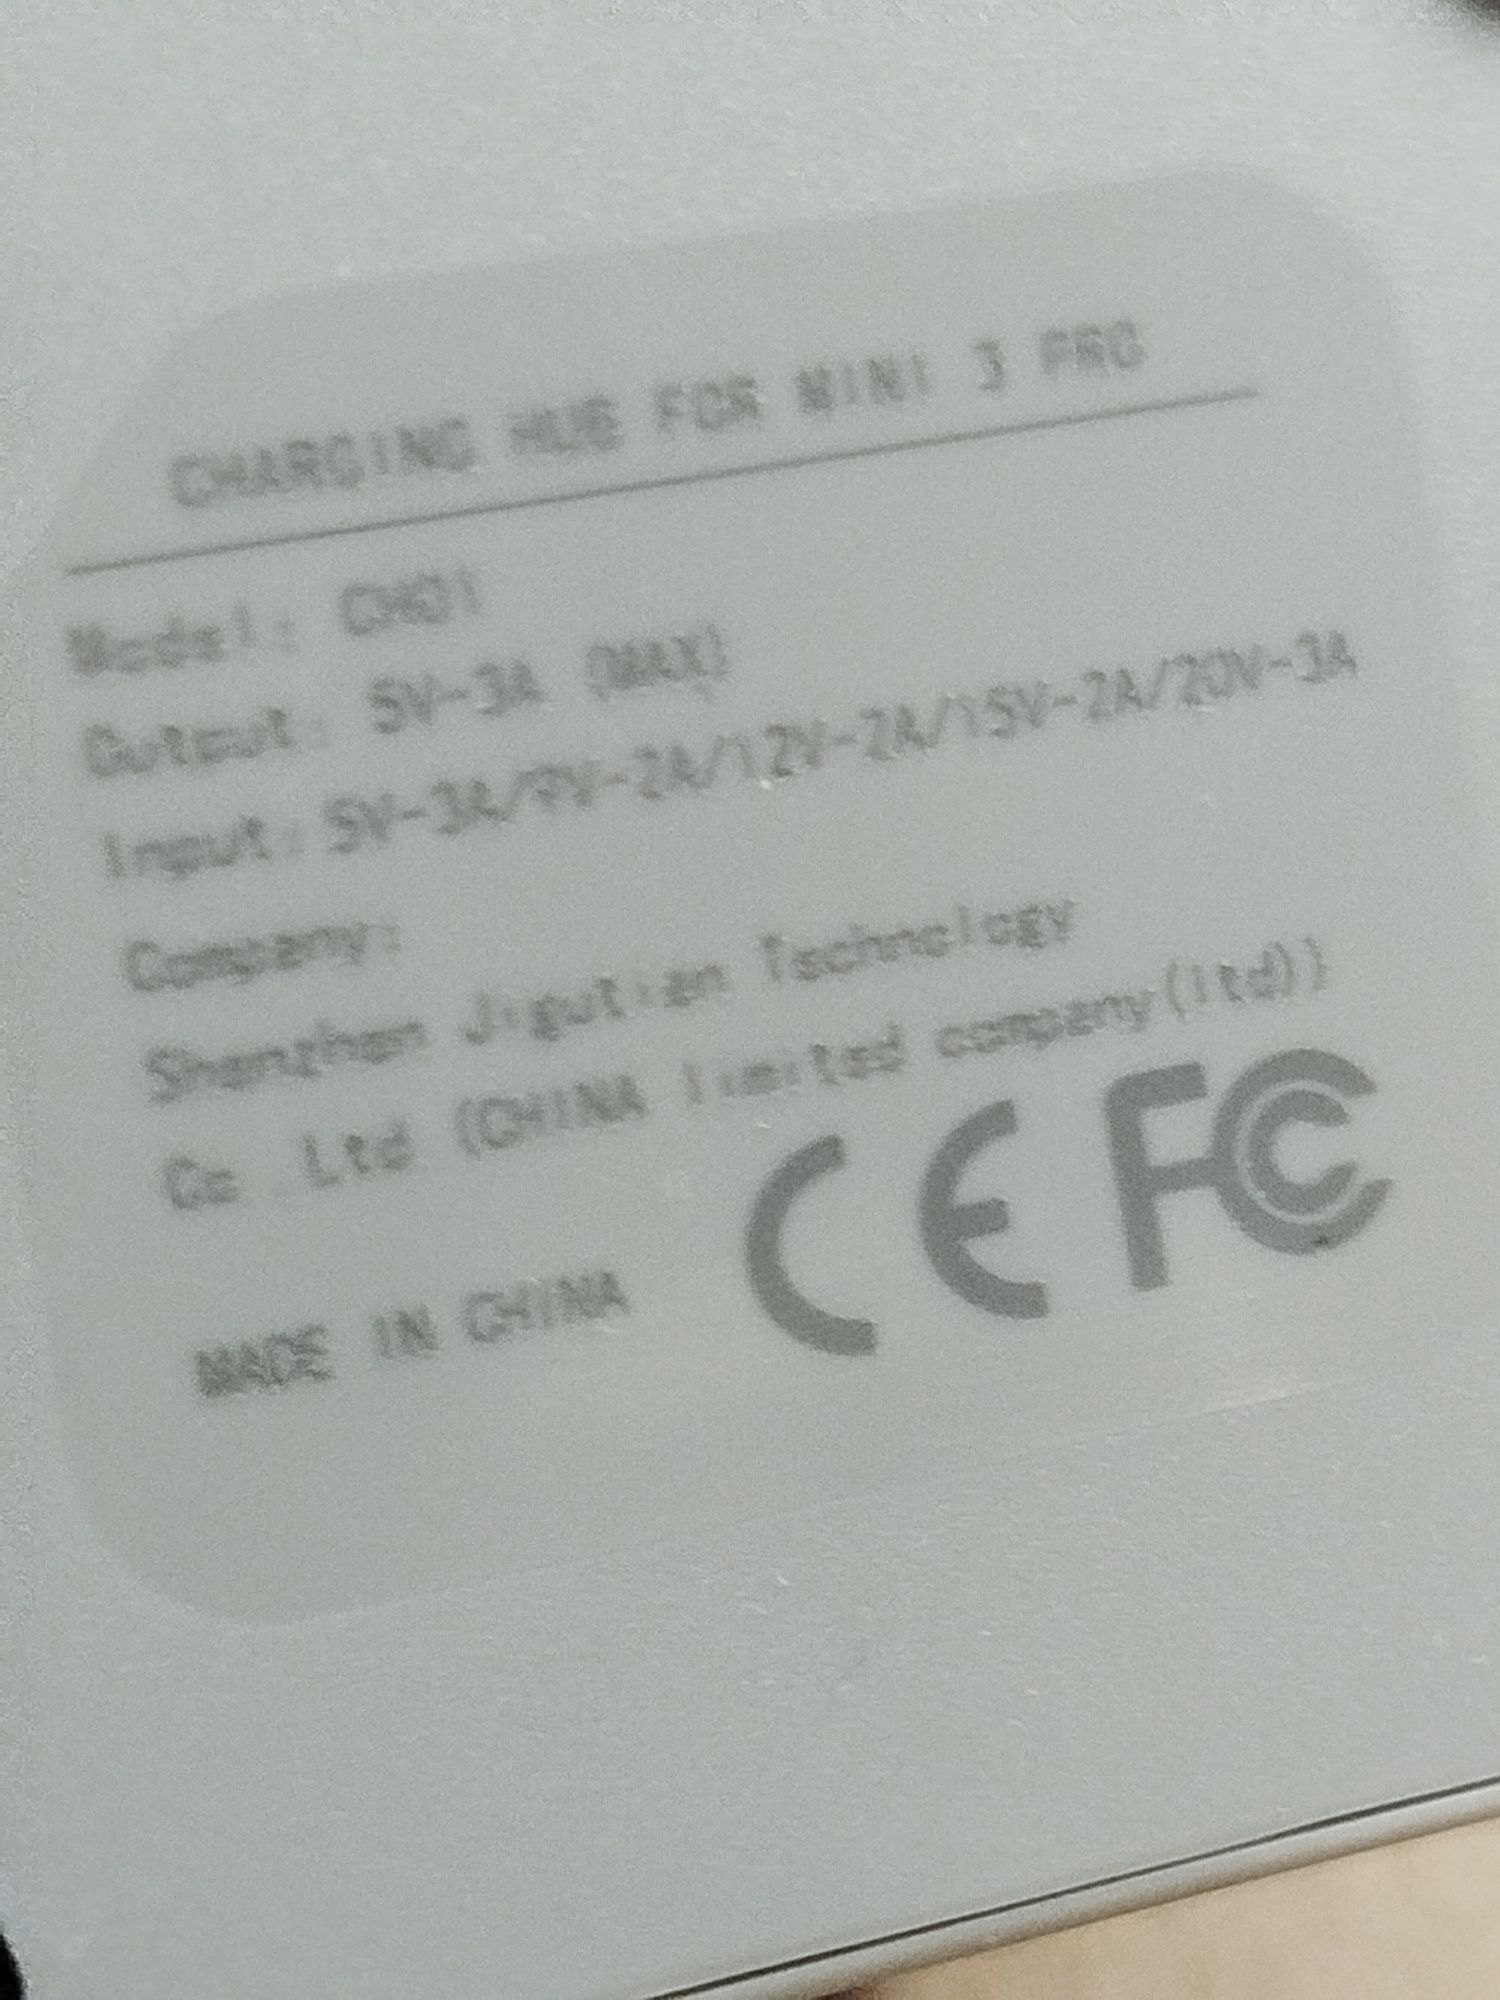 CHARGING HUB FOR MINI 3 PRO
Model: CH01
Output: 5V-3A (MAX)
Input: 5V-3A/9V-2A/12V-2A/15V-2A/20V-3A
Company:
Shenzhen Jigutian Technology
Co. Ltd (CHINA limited company(ltd))
MADE IN CHINA CE FC